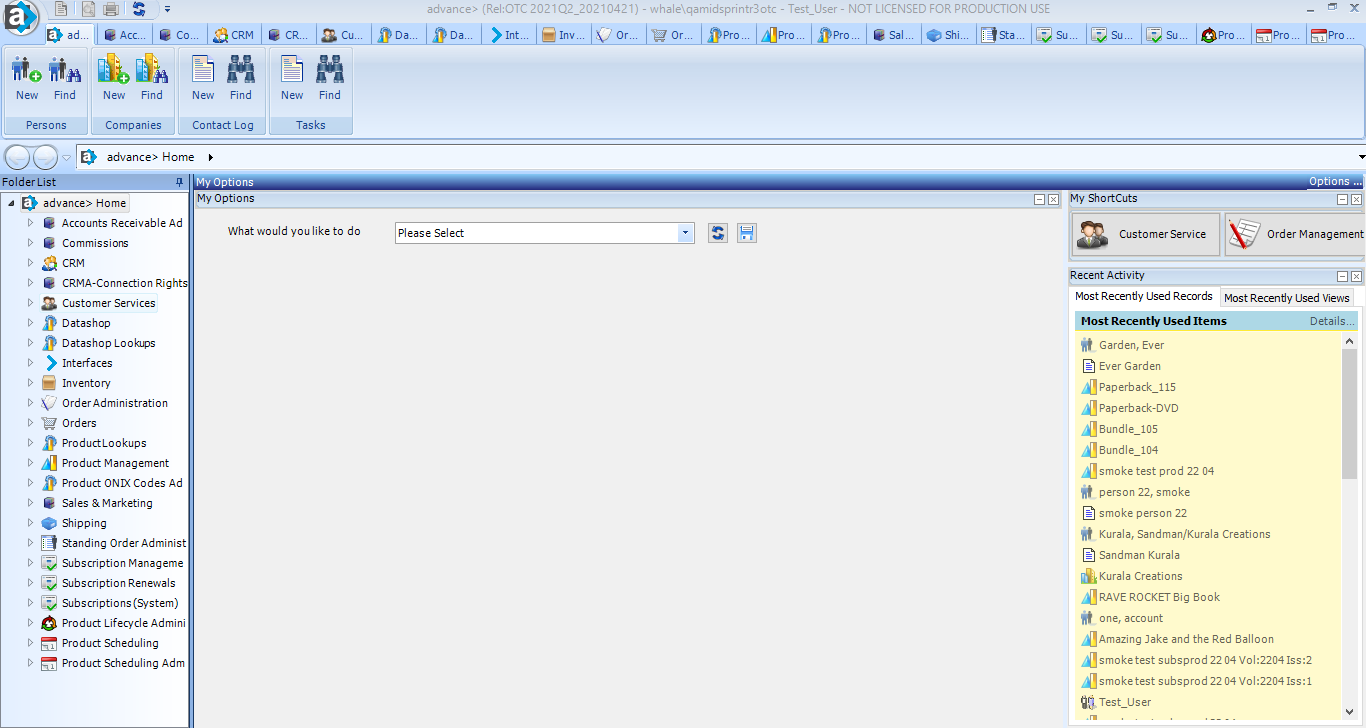 advance> (Rel:OTC 2021Q2_20210421) - whale\qamidsprintr3otc - Test_User - NOT LICENSED FOR PRODUCTION USE
ad... Acc... Co... CRM CR... Cu... Da... Da... Int... Inv... Or... Or... Pro... Pro... Pro... Sal... Shi... Sta... Su... Su... Su... Pro... Pro... Pro...
New Find New Find New Find New Find
Persons Companies Contact Log Tasks
advance> Home
Folder List
My Options
Options ...
advance> Home
Accounts Receivable Ad
Commissions
CRM
CRMA-Connection Rights
Customer Services
Datashop
Datashop Lookups
Interfaces
Inventory
Order Administration
Orders
Product Lookups
Product Management
Product ONIX Codes Ad
Sales & Marketing
Shipping
Standing Order Administ
Subscription Manageme
Subscription Renewals
Subscriptions (System)
Product Lifecycle Admini
Product Scheduling
Product Scheduling Adm
My Options
What would you like to do
Please Select
My ShortCuts
Customer Service
Order Management
Recent Activity
Most Recently Used Records Most Recently Used Views
Most Recently Used Items Details...
Garden, Ever
Ever Garden
Paperback_115
Paperback-DVD
Bundle_105
Bundle_104
smoke test prod 22 04
person 22, smoke
smoke person 22
Kurala, Sandman/Kurala Creations
Sandman Kurala
Kurala Creations
RAVE ROCKET Big Book
one, account
Amazing Jake and the Red Balloon
smoke test subsprod 22 04 Vol:2204 Iss:2
smoke test subsprod 22 04 Vol:2204 Iss:1
Test_User